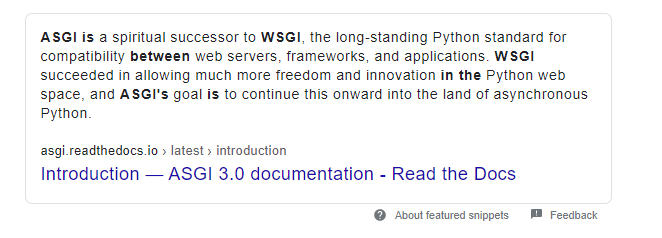 ASGI is a spiritual successor to WSGI, the long-standing Python standard for
compatibility between web servers, frameworks, and applications. WSGI
succeeded in allowing much more freedom and innovation in the Python web
space, and ASGI's goal is to continue this onward into the land of asynchronous
Python.
asgi.readthedocs.io › latest › introduction
Introduction — ASGI 3.0 documentation - Read the Docs
About featured snippets Feedback